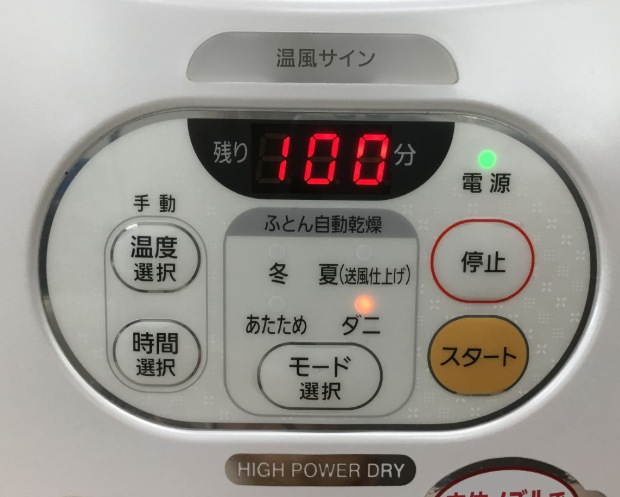 温風サイン
残り 100 分
電源
手動
温度
選択
時間
選択
ふとん自動乾燥
冬 夏(送風仕上げ)
あたため ダニ
モード
選択
停止
スタート
HIGH POWER DRY